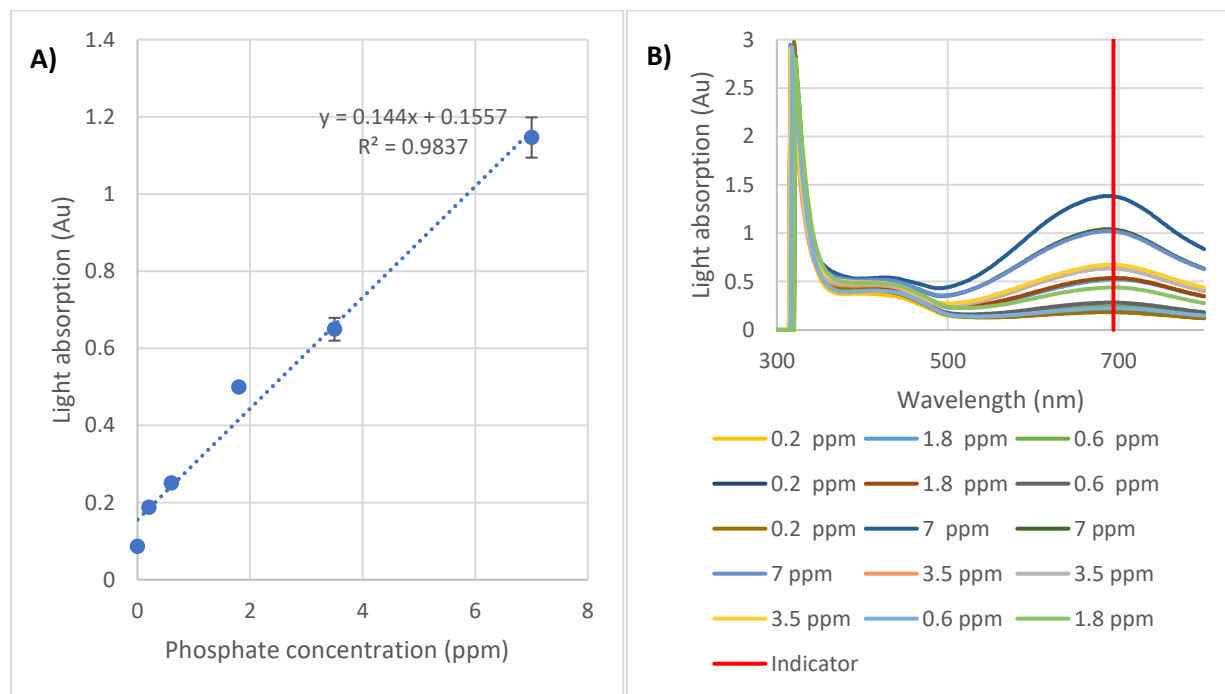 A)
1.4
1.2
1
0.8
0.6
0.4
0.2
0
y = 0.144x + 0.1557
R² = 0.9837
Light absorption (Au)
0 2 4 6 8
Phosphate concentration (ppm)
B)
3
2.5
2
1.5
1
0.5
0
Light absorption (Au)
300 500 700
Wavelength (nm)
0.2 ppm 1.8 ppm 0.6 ppm
0.2 ppm 1.8 ppm 0.6 ppm
0.2 ppm 7 ppm 7 ppm
7 ppm 3.5 ppm 3.5 ppm
3.5 ppm 0.6 ppm 1.8 ppm
Indicator